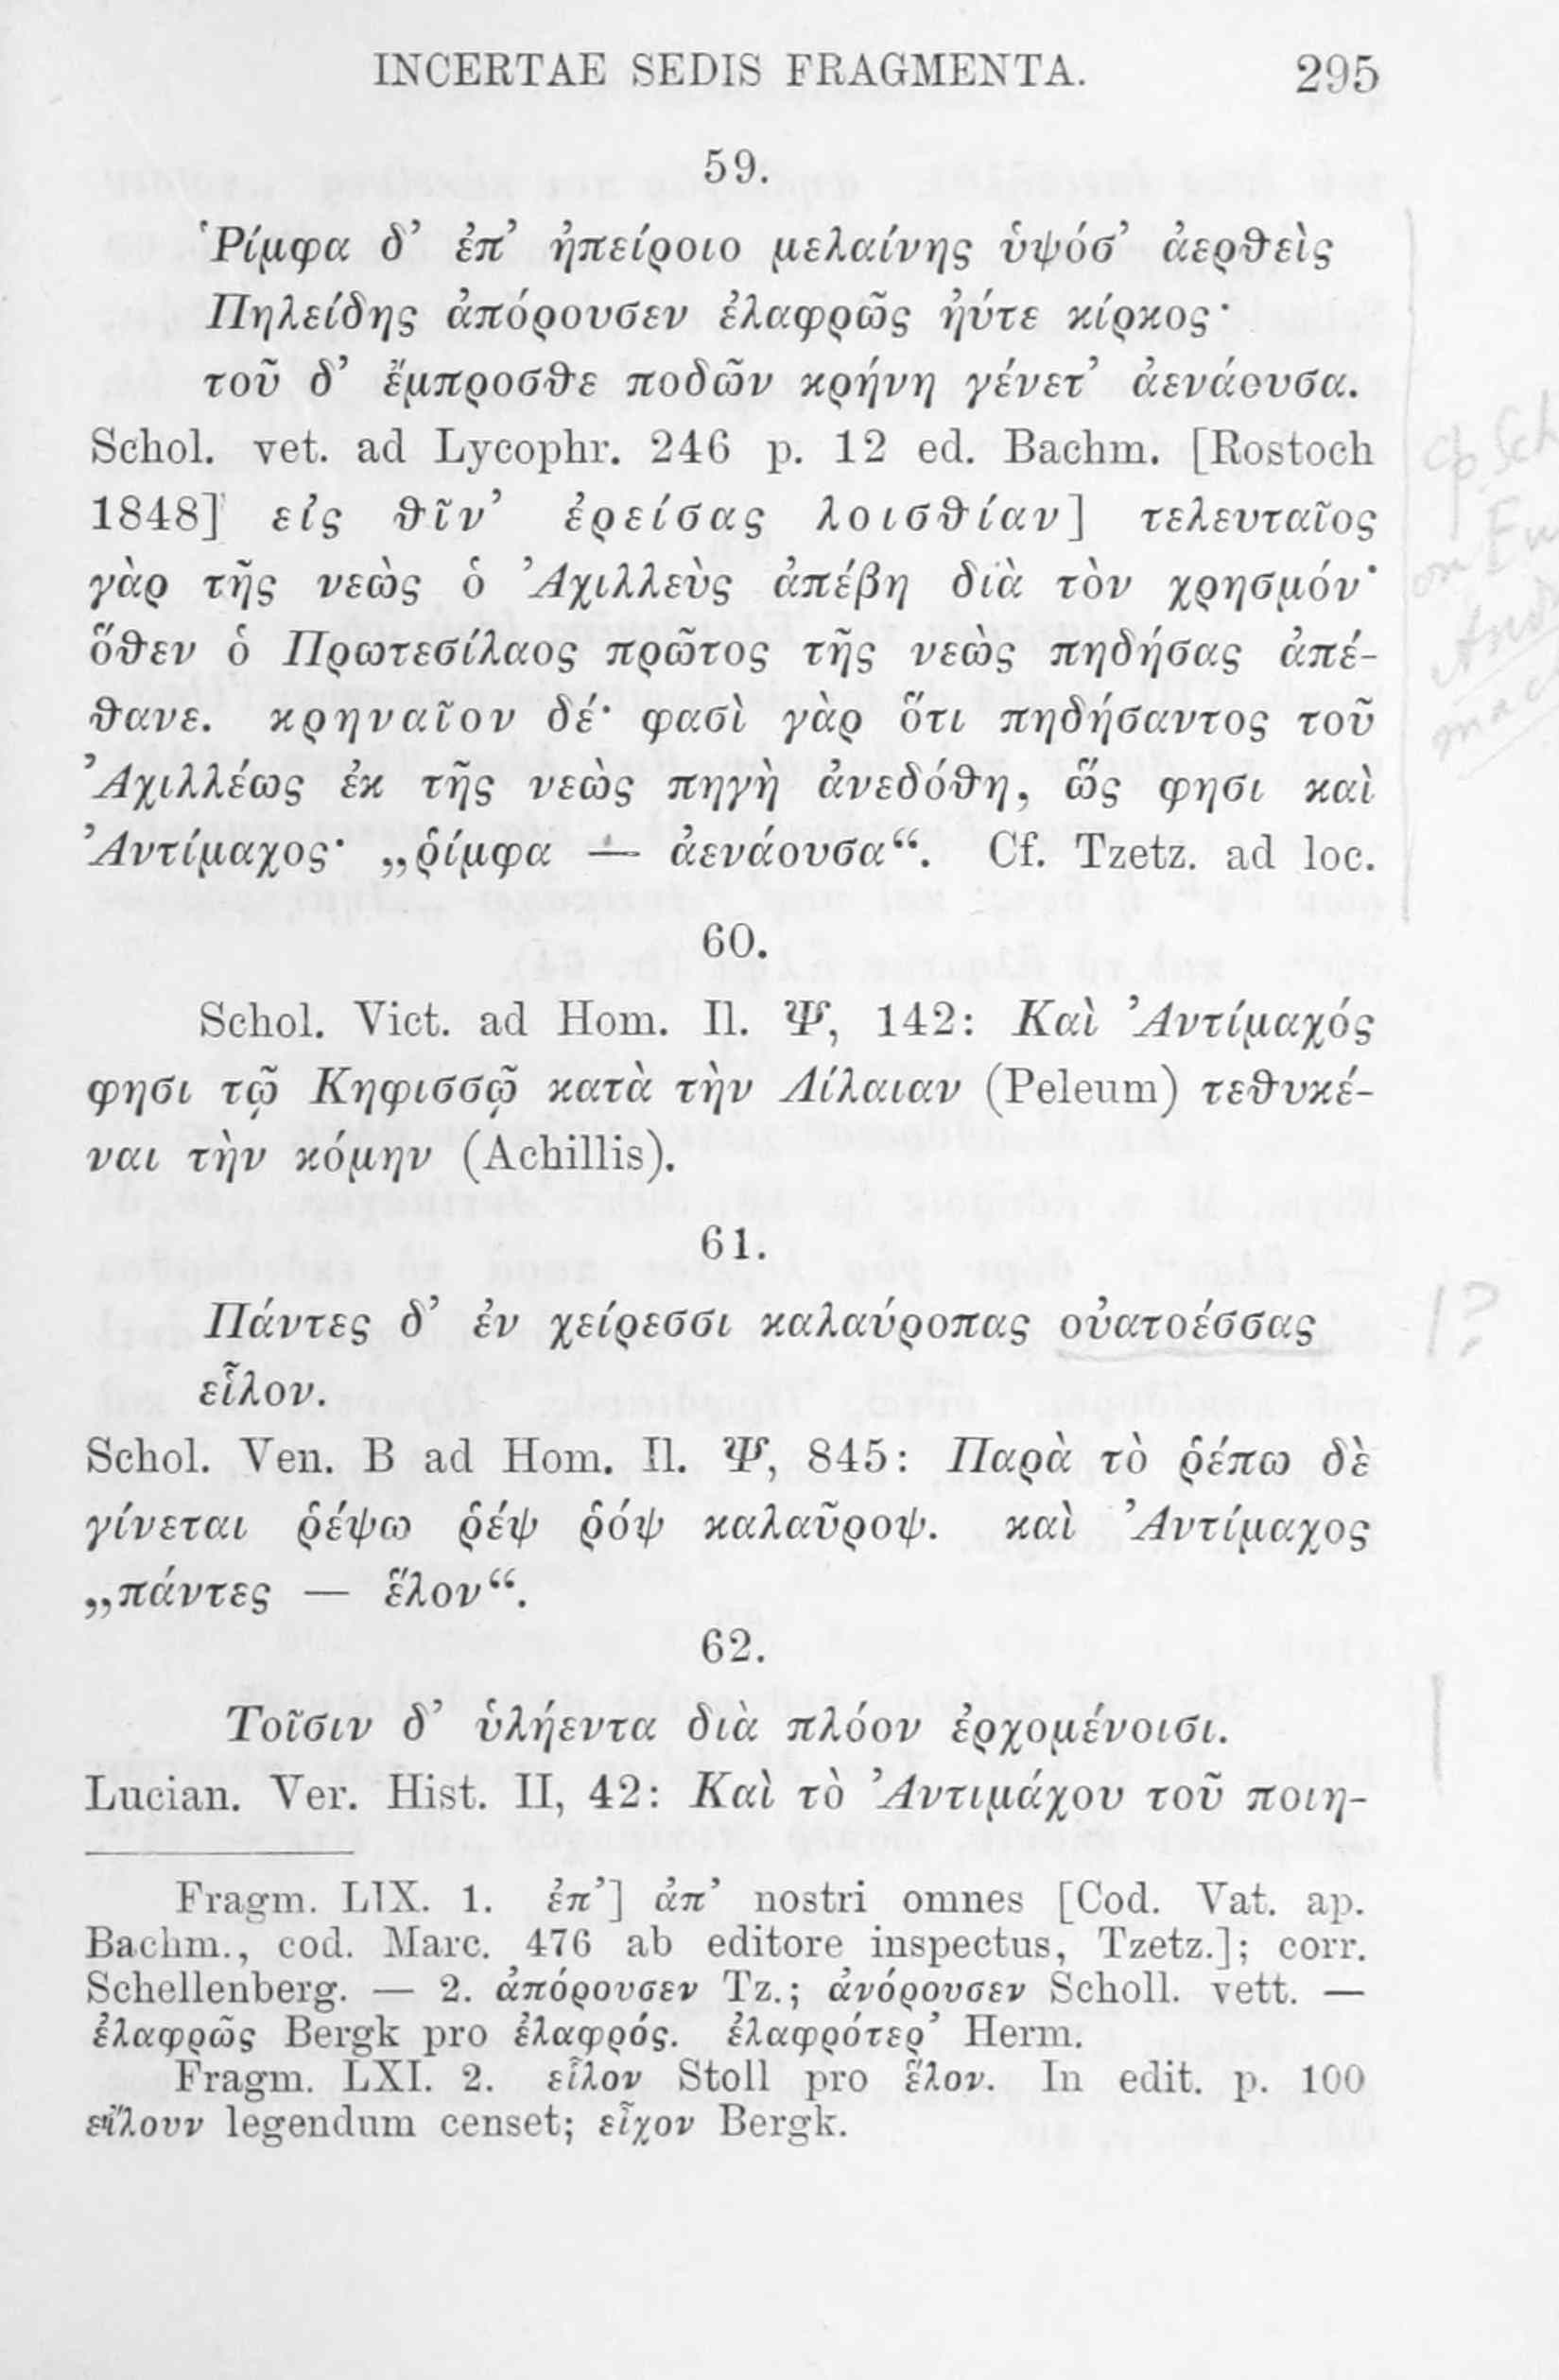 INCERTAE SEDIS FRAGMENTA. 295
59.
Ῥίμφα δ’ ἐπ’ ἠπείροιο μελαίνης ὑψόσ’ ἀερθεὶς
Πηλείδης ἀπόρουσεν ἐλαφρῶς ἠύτε κίρκος·
τοῦ δ’ ἔμπροσθε ποδῶν κρήνη γένετ’ ἀενάουσα.
Schol. vet. ad Lycophr. 246 p. 12 ed. Bachm. [Rostoch
1848] εἰς θῖν’ ἐρείσας λοισθίαν] τελευταῖος
γὰρ τῆς νεὼς ὁ Ἀχιλλεὺς ἀπέβη διὰ τὸν χρησμόν·
ὅθεν ὁ Πρωτεσίλαος πρῶτος τῆς νεὼς πηδήσας ἀπέ-
θανε. κρηναῖον δέ· φασὶ γὰρ ὅτι πηδήσαντος τοῦ
Ἀχιλλέως ἐκ τῆς νεὼς πηγὴ ἀνεδόθη, ὥς φησι καὶ
Ἀντίμαχος· „ῥίμφα — ἀενάουσα“. Cf. Tzetz. ad loc.
60.
Schol. Vict. ad Hom. Il. Ψ, 142: Καὶ Ἀντίμαχός
φησι τῷ Κηφισσῷ κατὰ τὴν Λίλαιαν (Peleum) τεθυκέ-
ναι τὴν κόμην (Achillis).
61.
Πάντες δ’ ἐν χείρεσσι καλαύροπας οὐατοέσσας
εἷλον.
Schol. Ven. B ad Hom. Il. Ψ, 845: Παρὰ τὸ ῥέπω δὲ
γίνεται ῥέψω ῥέψ ῥόψ καλαῦροψ. καὶ Ἀντίμαχος
„πάντες — ἕλον“.
62.
Τοῖσιν δ’ ὑλήεντα διὰ πλόον ἐρχομένοισι.
Lucian. Ver. Hist. II, 42: Καὶ τὸ Ἀντιμάχου τοῦ ποιη-
Fragm. LIX. 1. ἐπ’] ἀπ’ nostri omnes [Cod. Vat. ap.
Bachm., cod. Marc. 476 ab editore inspectus, Tzetz.]; corr.
Schellenberg. — 2. ἀπόρουσεν Tz.; ἀνόρουσεν Scholl. vett. —
ἐλαφρῶς Bergk pro ἐλαφρός. ἐλαφρότερ’ Herm.
Fragm. LXI. 2. εἷλον Stoll pro ἕλον. In edit. p. 100
εἴλουν legendum censet; εἶχον Bergk.
cp. Sch
on
!?